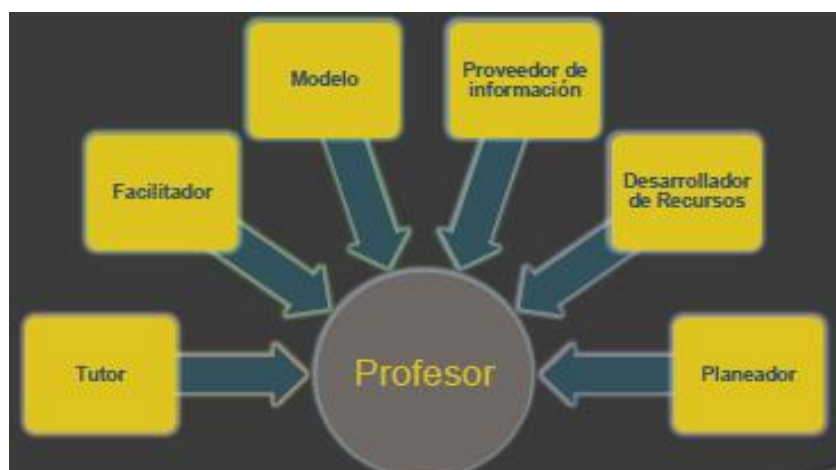 Modelo
Proveedor de
información
Facilitador
Desarrollador
de Recursos
Tutor
Profesor
Planeador